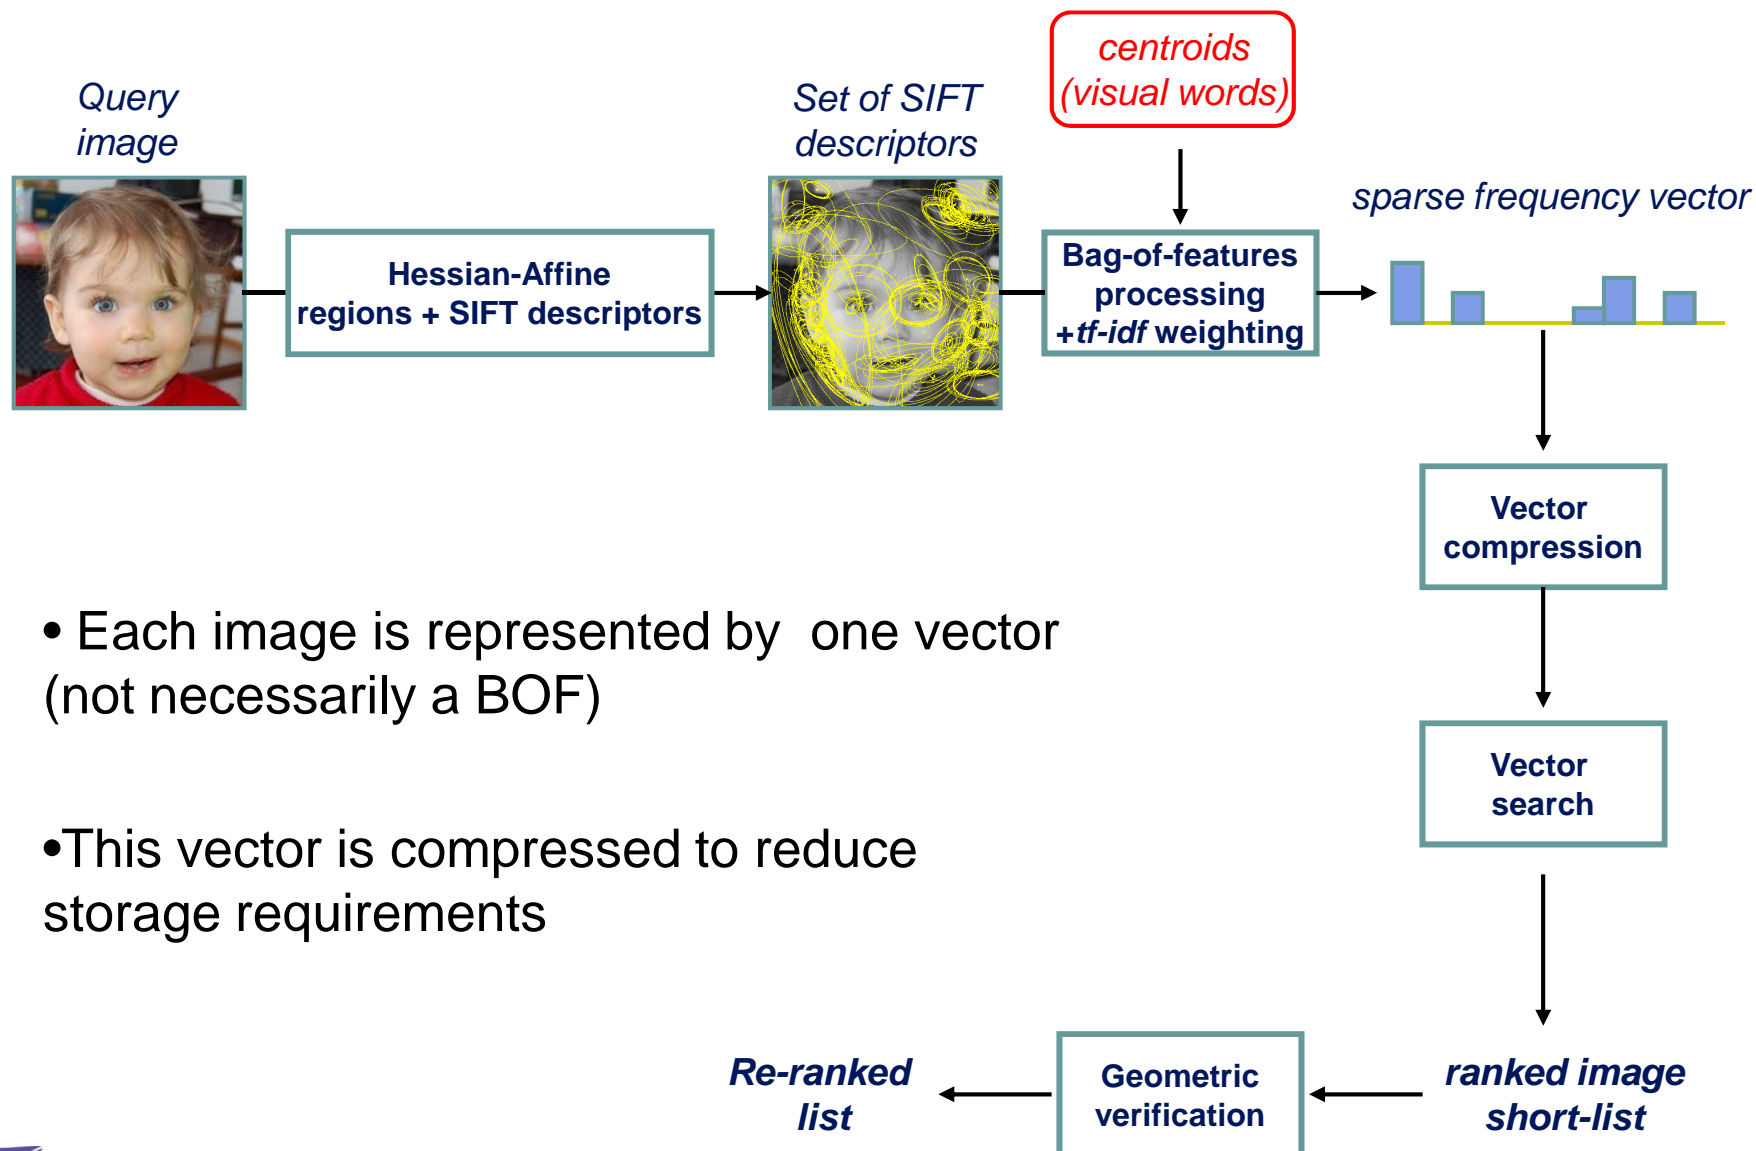 centroids
(visual words)
Query
image
Set of SIFT
descriptors
sparse frequency vector
Hessian-Affine
regions + SIFT descriptors
Bag-of-features
processing
+tf-idf weighting
Vector
compression
• Each image is represented by  one vector
(not necessarily a BOF)
Vector
search
•This vector is compressed to reduce
storage requirements
Re-ranked
list
Geometric
verification
ranked image
short-list